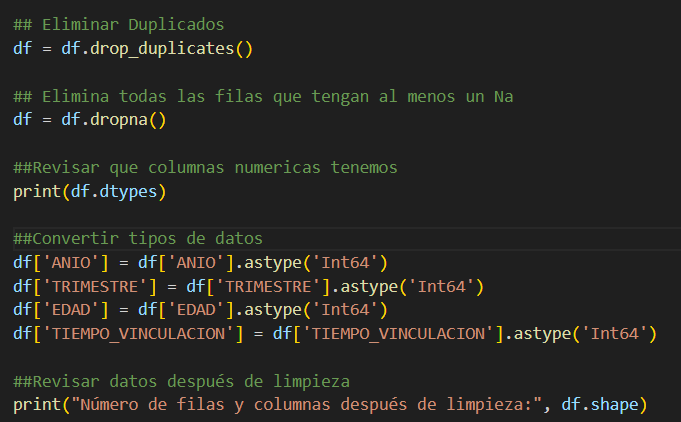 ## Eliminar Duplicados
df = df.drop_duplicates()
## Elimina todas las filas que tengan al menos un Na
df = df.dropna()
##Revisar que columnas numericas tenemos
print(df.dtypes)
##Convertir tipos de datos
df['ANIO'] = df['ANIO'].astype('Int64')
df['TRIMESTRE'] = df['TRIMESTRE'].astype('Int64')
df['EDAD'] = df['EDAD'].astype('Int64')
df['TIEMPO_VINCULACION'] = df['TIEMPO_VINCULACION'].astype('Int64')
##Revisar datos después de limpieza
print("Número de filas y columnas después de limpieza:", df.shape)